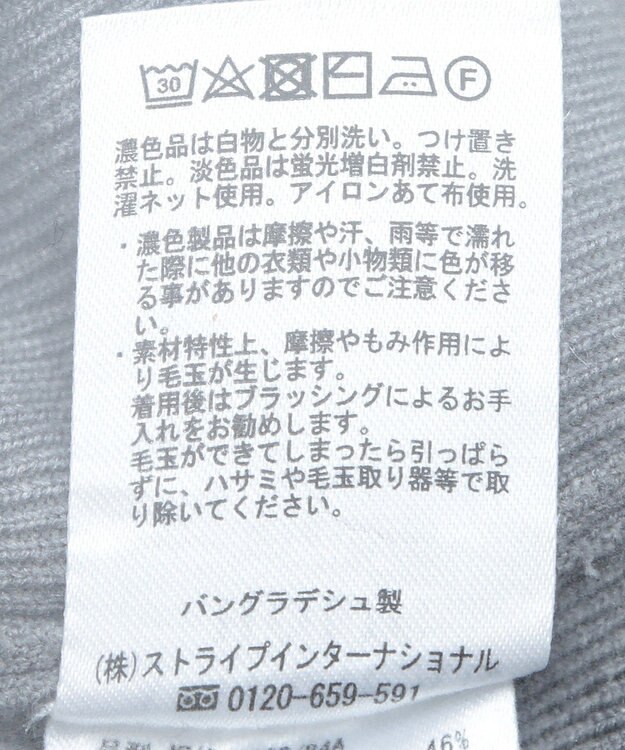 30 F
濃色品は白物と分別洗い。つけ置き
禁止。淡色品は蛍光増白剤禁止。洗
濯ネット使用。アイロンあて布使用。
・濃色製品は摩擦や汗、雨等で濡れ
た際に他の衣類や小物類に色が移
る事がありますのでご注意くださ
い。
・素材特性上、摩擦やもみ作用によ
り毛玉が生じます。
着用後はブラッシングによるお手
入れをお勧めします。
毛玉ができてしまったら引っぱら
ずに、ハサミや毛玉取り器等で取
り除いてください。
バングラデシュ製
(株)ストライプインターナショナル
0120-659-591
46%